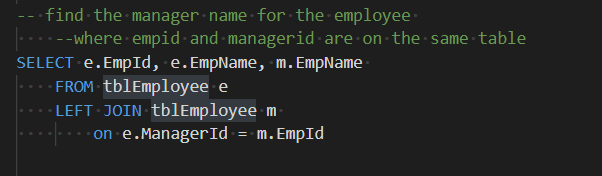 -- find the manager name for the employee
--where empid and managerid are on the same table
SELECT e.EmpId, e.EmpName, m.EmpName
FROM tblEmployee e
LEFT JOIN tblEmployee m
on e.ManagerId = m.EmpId